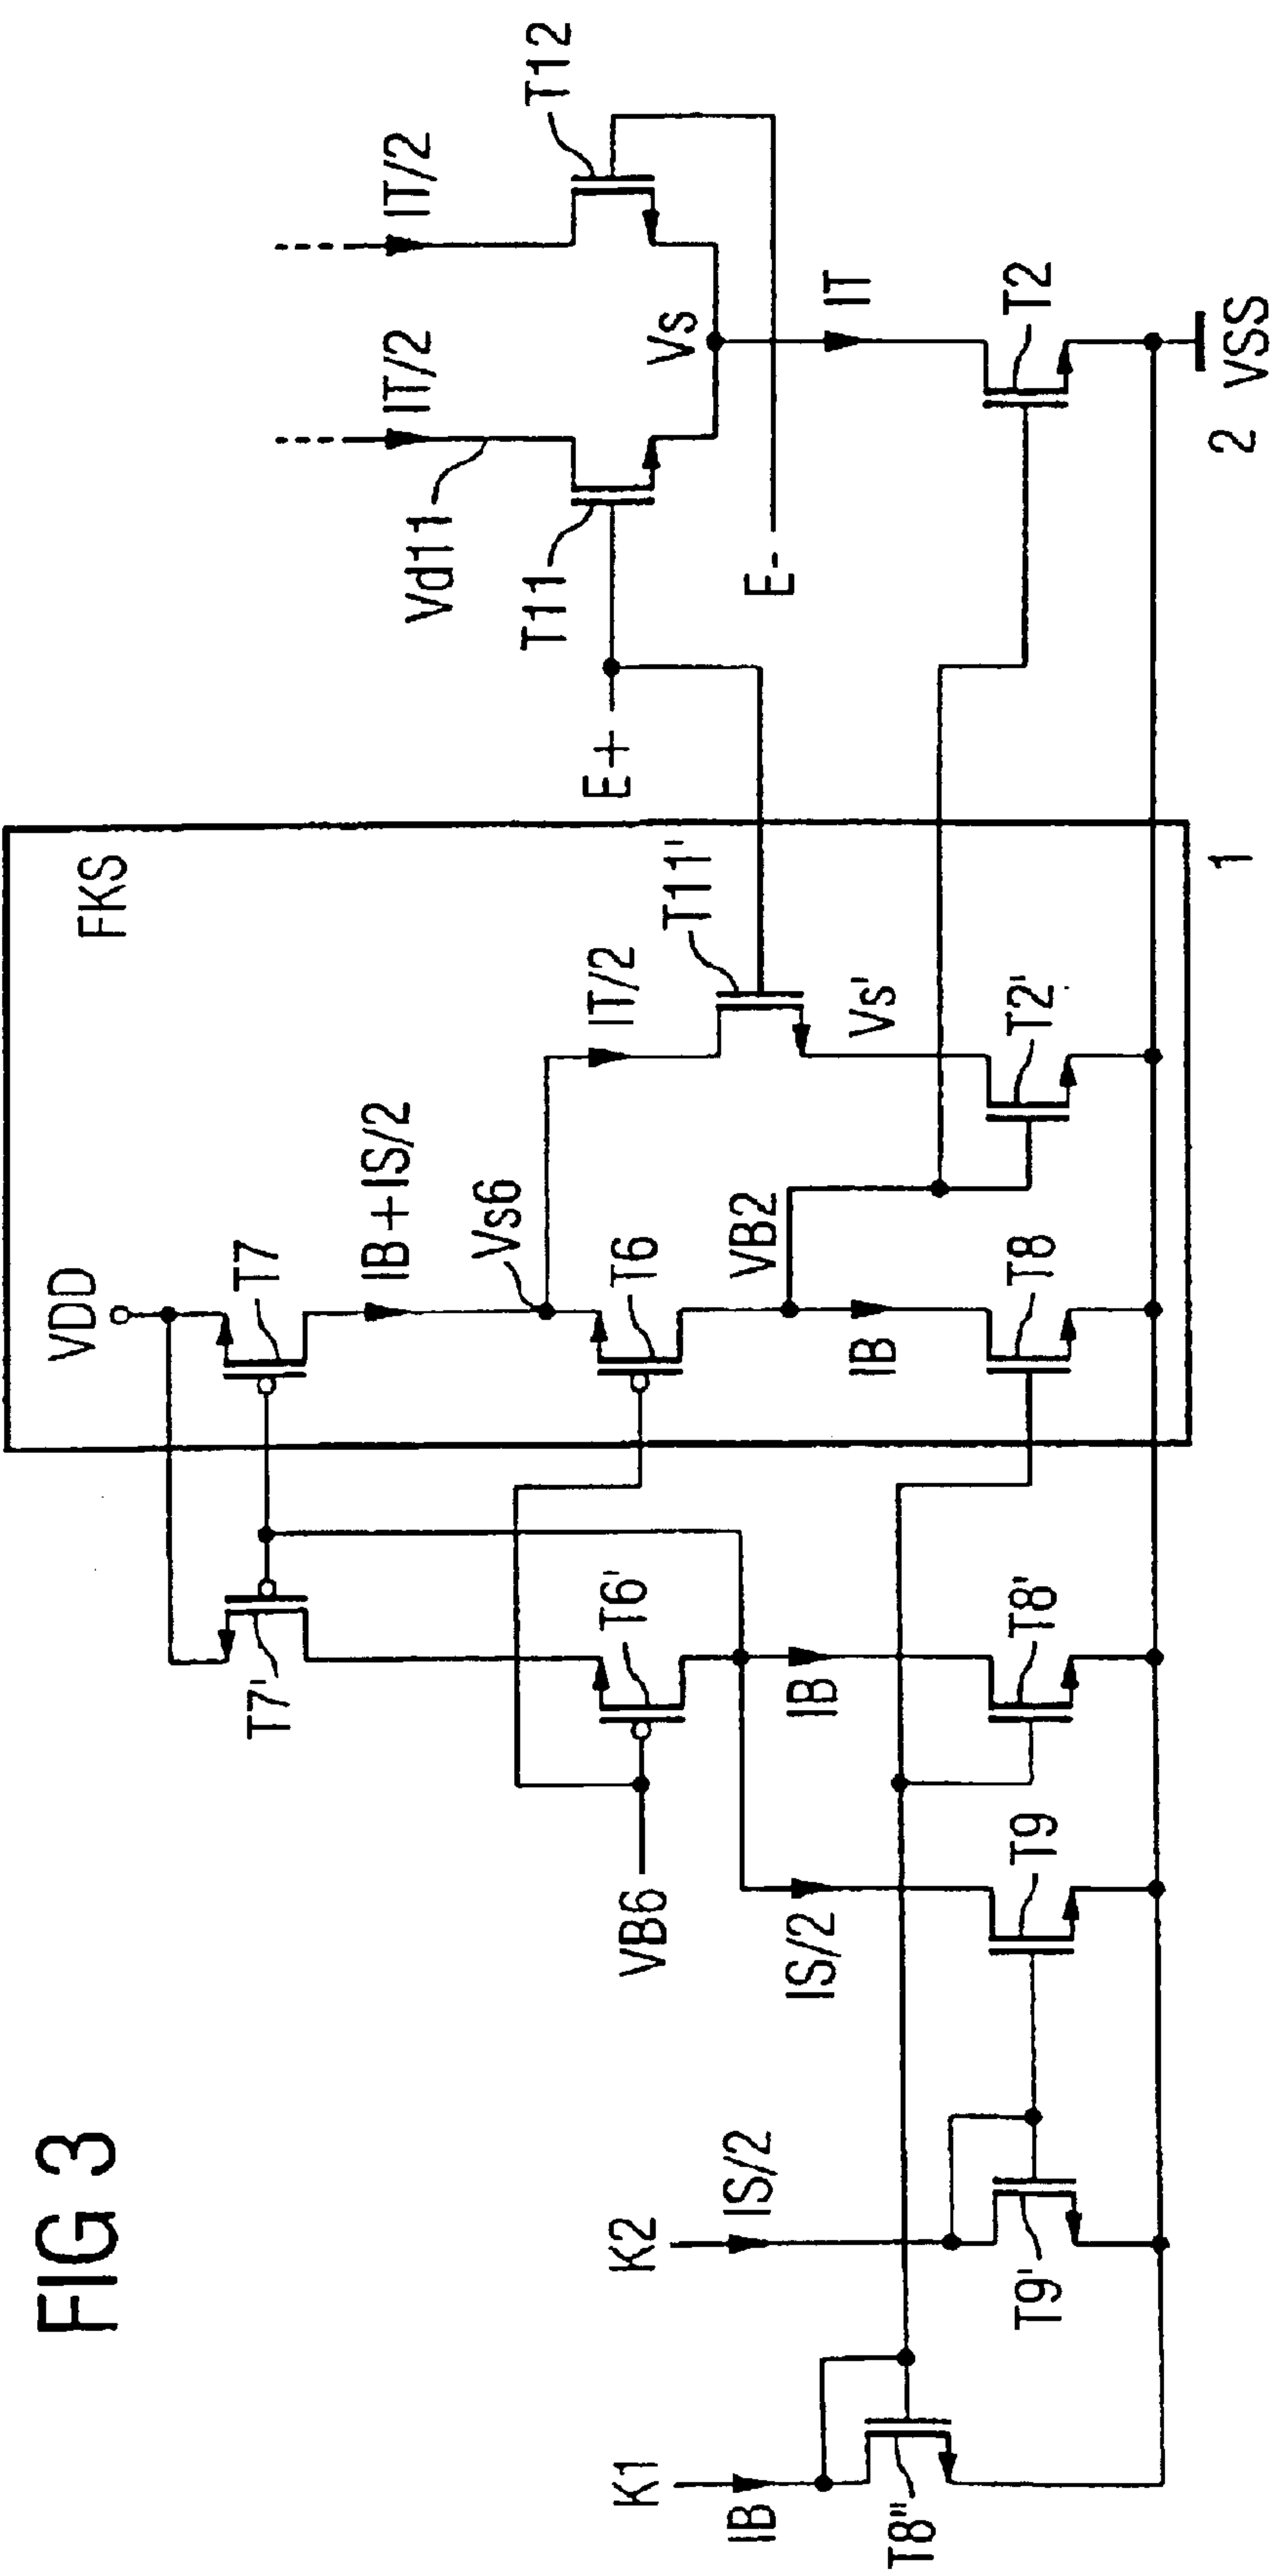 FIG 3
VDD
FKS
T7'
T7
IB+IS/2
Vs6
IT/2
IT/2
IT/2
Vd11
T12
T11
E+
E-
Vs
T11'
VB6
T6'
T6
VB2
Vs'
IT
K1
K2
IB
IS/2
IS/2
IB
IB
T8"
T9'
T9
T8'
T8
T2'
T2
1
2
VSS